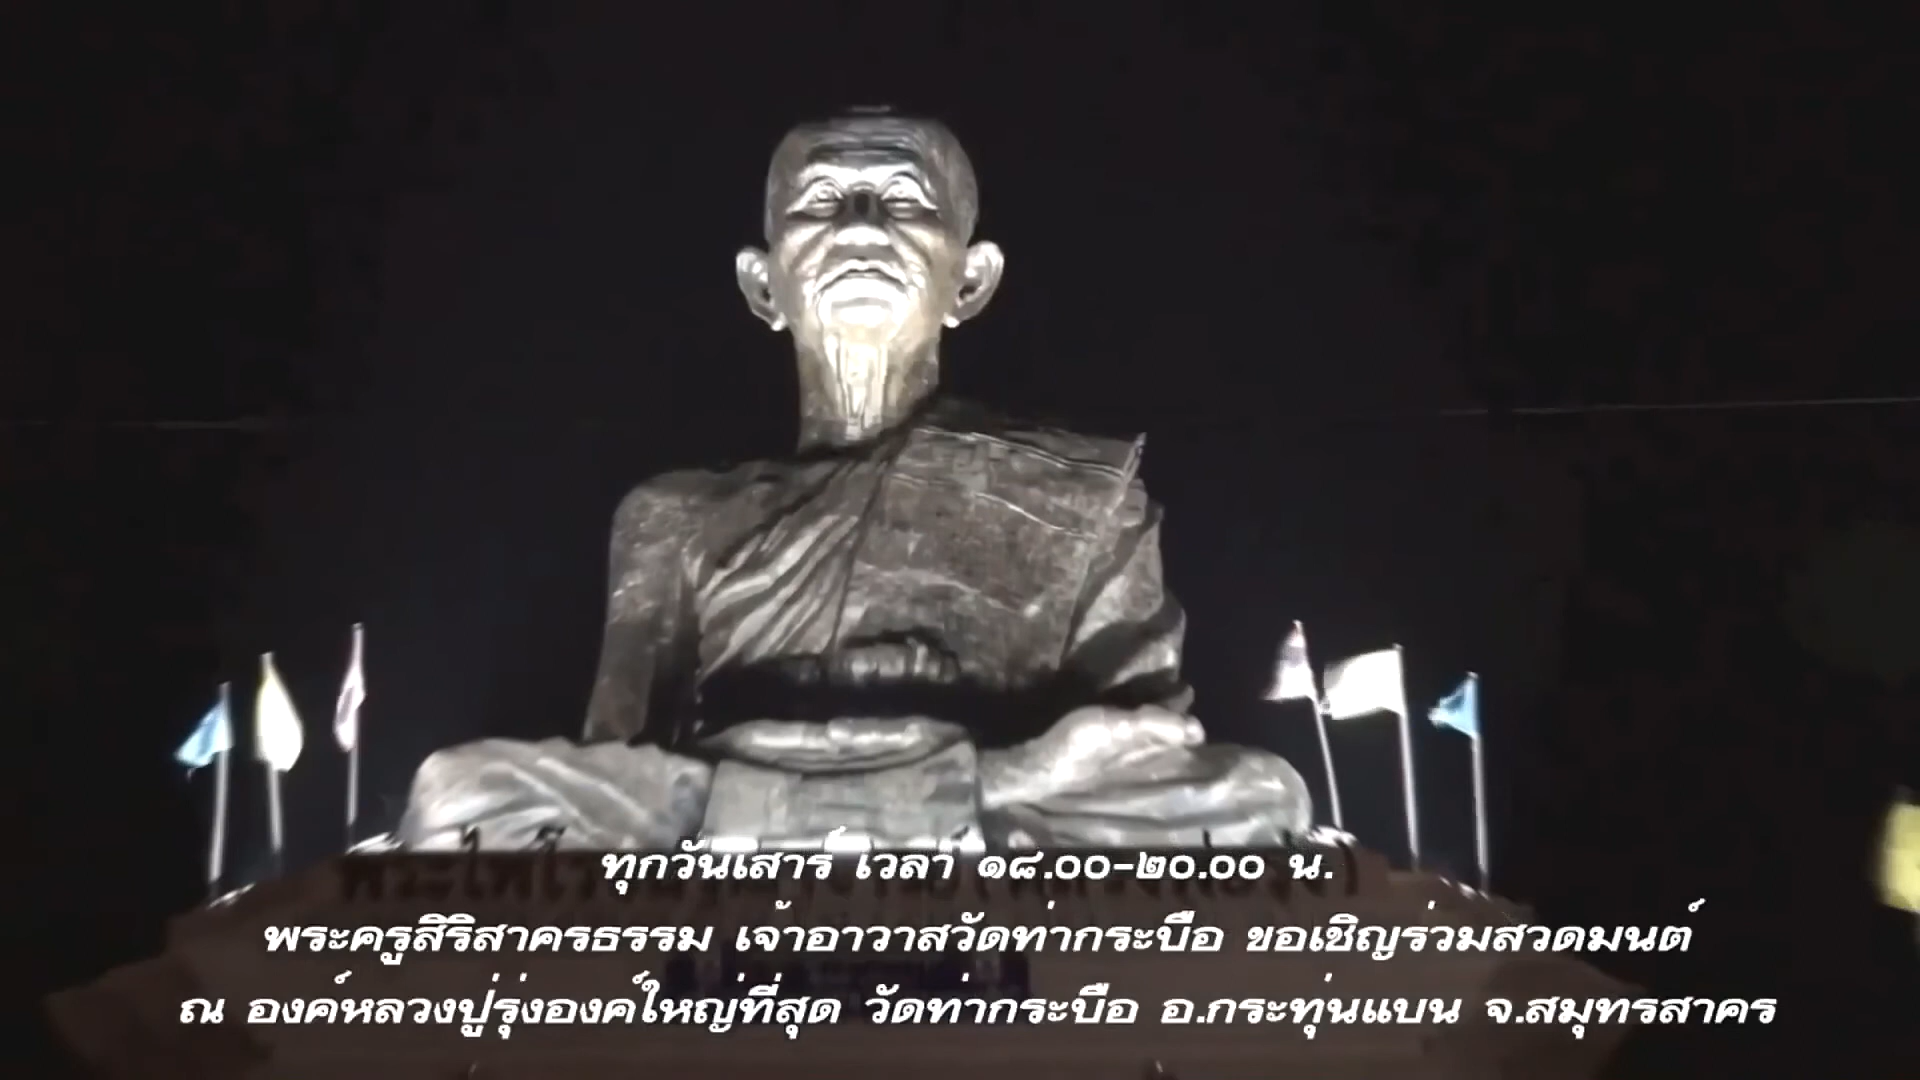 ทุกวันเสาร์ เวลา ๑๘.๐๐-๒๐.๐๐ น.
พระครูสิริสาครธรรม เจ้าอาวาสวัดท่ากระบือ ขอเชิญร่วมสวดมนต์
ณ องค์หลวงปู่รุ่งองค์ใหญ่ที่สุด วัดท่ากระบือ อ.กระทุ่มแบน จ.สมุทรสาคร